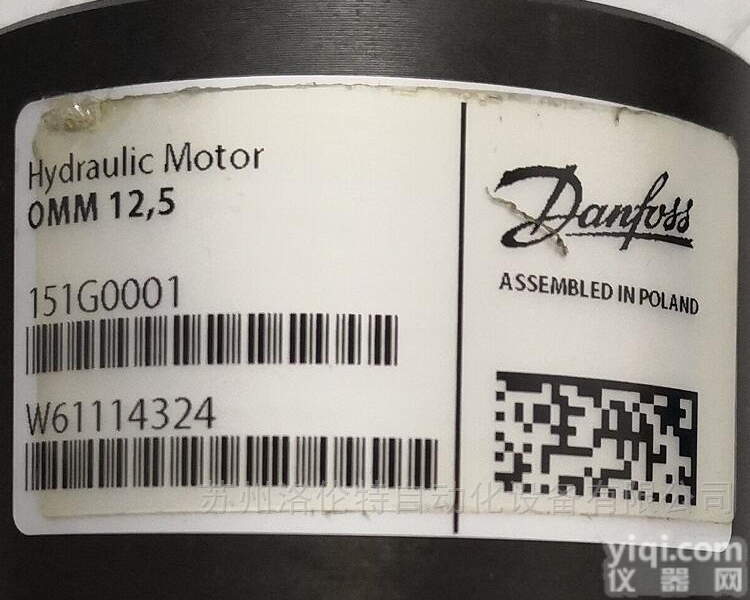 Hydraulic Motor
OMM 12,5
151G0001
W61114324
Danfoss
ASSEMBLED IN POLAND
苏州洛伦特自动化设备有限公司
yiqi.com
仪器网